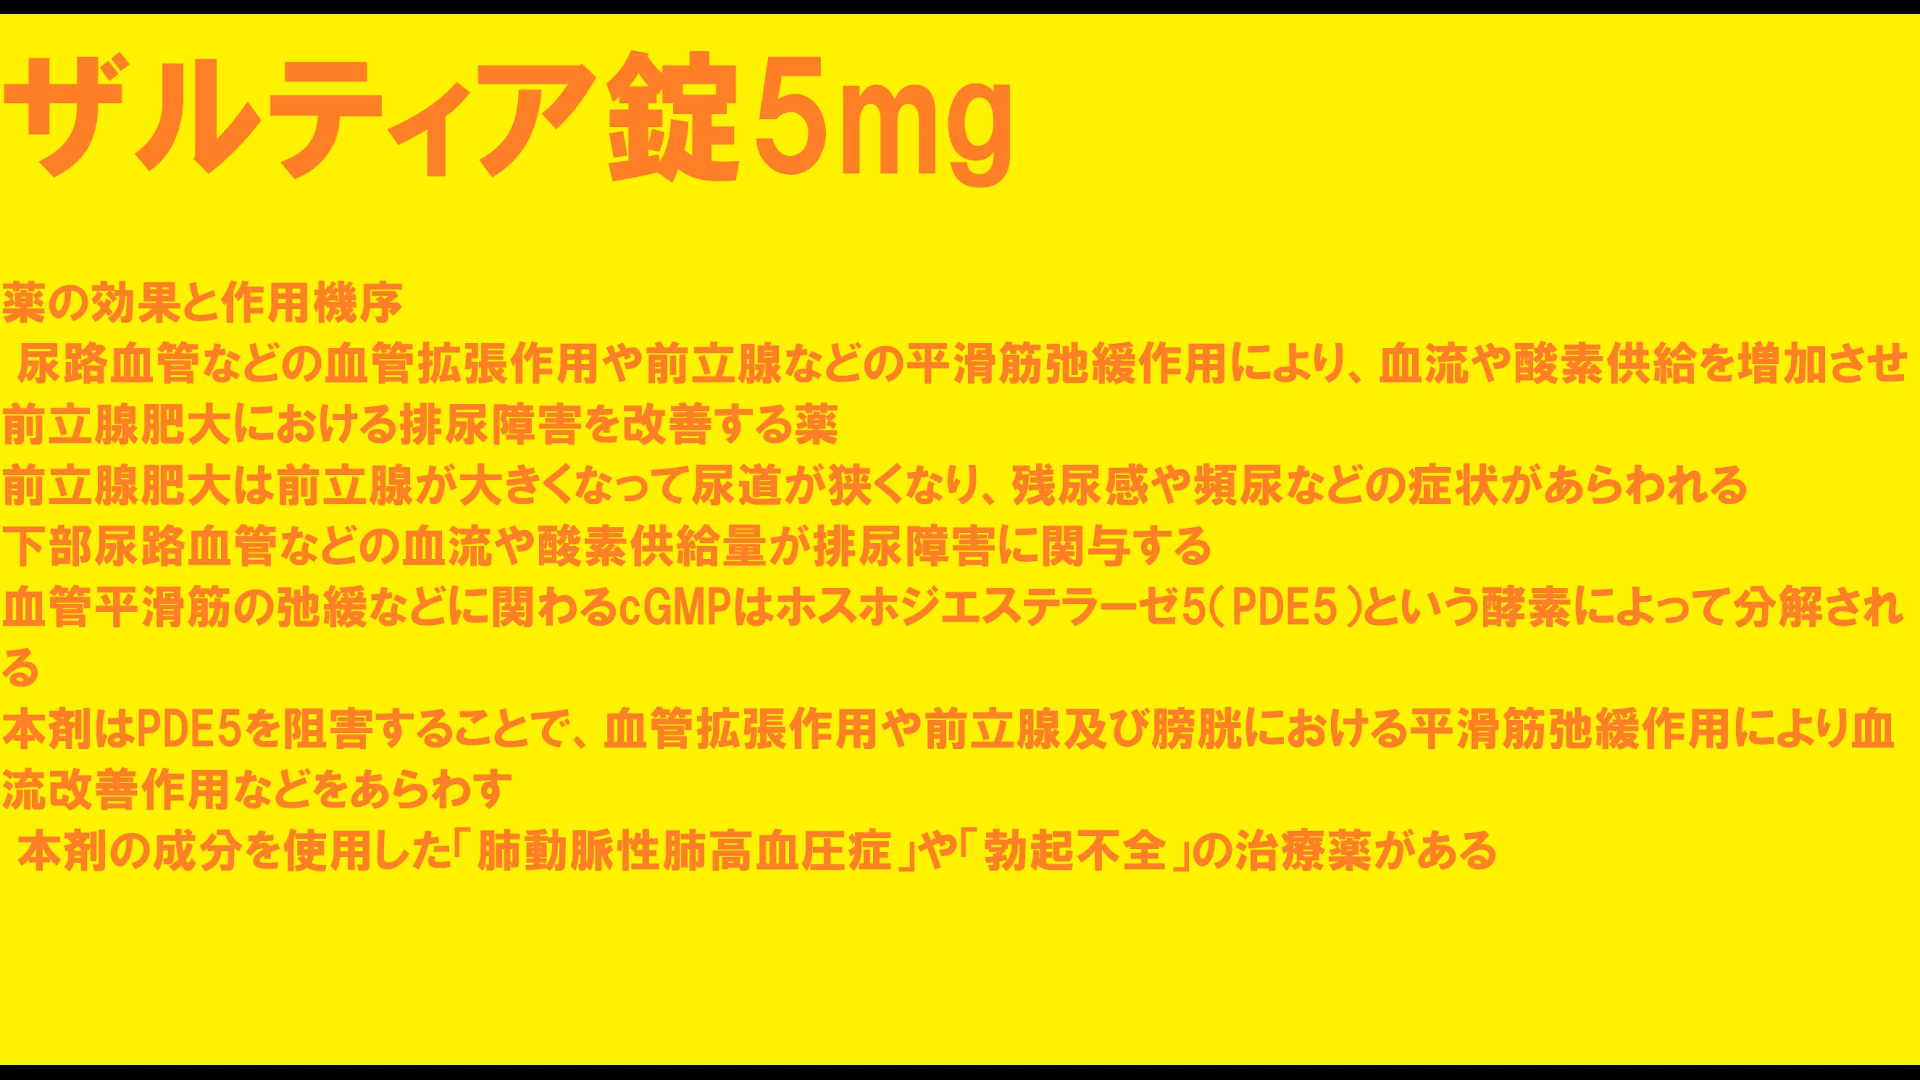 ザルティア錠5mg
薬の効果と作用機序
尿路血管などの血管拡張作用や前立腺などの平滑筋弛緩作用により、血流や酸素供給を増加させ
前立腺肥大における排尿障害を改善する薬
前立腺肥大は前立腺が大きくなって尿道が狭くなり、残尿感や頻尿などの症状があらわれる
下部尿路血管などの血流や酸素供給量が排尿障害に関与する
血管平滑筋の弛緩などに関わるcGMPはホスホジエステラーゼ5(PDE5)という酵素によって分解され
る
本剤はPDE5を阻害することで、血管拡張作用や前立腺及び膀胱における平滑筋弛緩作用により血
流改善作用などをあらわす
本剤の成分を使用した「肺動脈性肺高血圧症」や「勃起不全」の治療薬がある